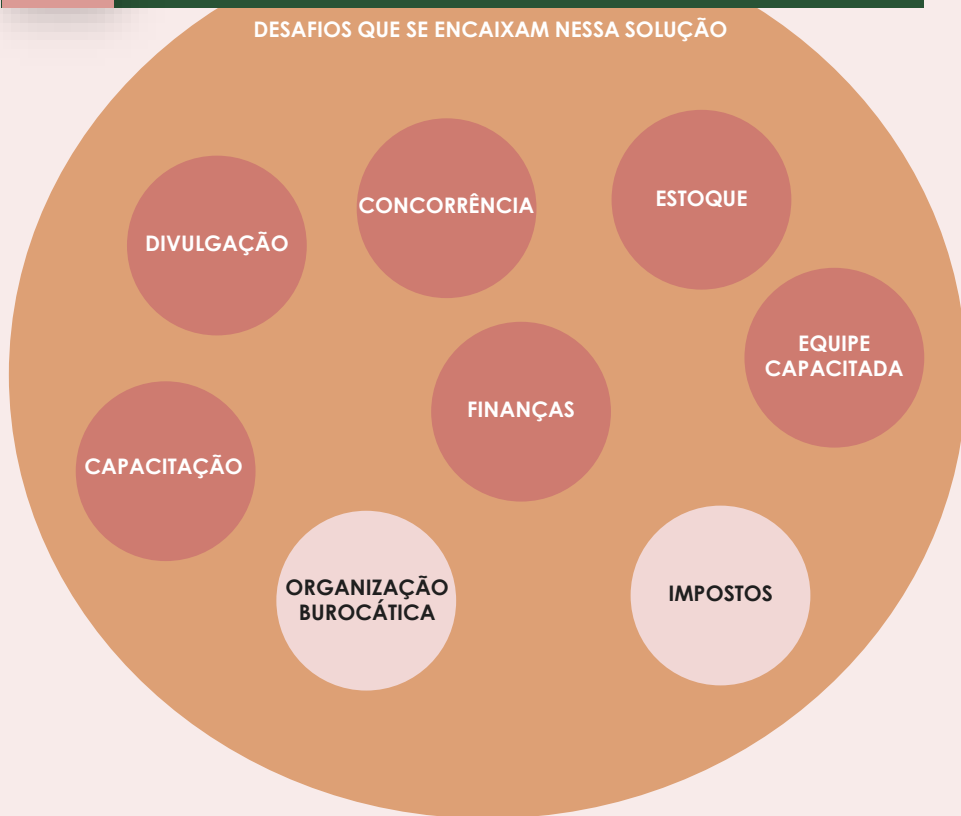 DESAFIOS QUE SE ENCAIXAM NESSA SOLUÇÃO
CONCORRÊNCIA
ESTOQUE
DIVULGAÇÃO
EQUIPE
CAPACITADA
FINANÇAS
CAPACITAÇÃO
ORGANIZAÇÃO
BUROCÁTICA
IMPOSTOS